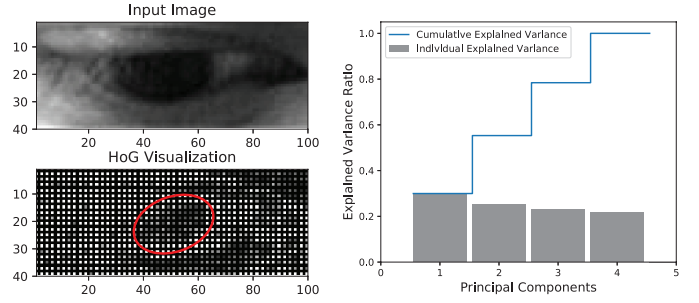 Input Image
10
20
30
40
20 40 60 80 100
HoG Visualization
10
20
30
40
20 40 60 80 100
Cumulative Explained Variance
Individual Explained Variance
Explained Variance Ratio
1.0
0.8
0.6
0.4
0.2
0.0
0 1 2 3 4 5
Principal Components